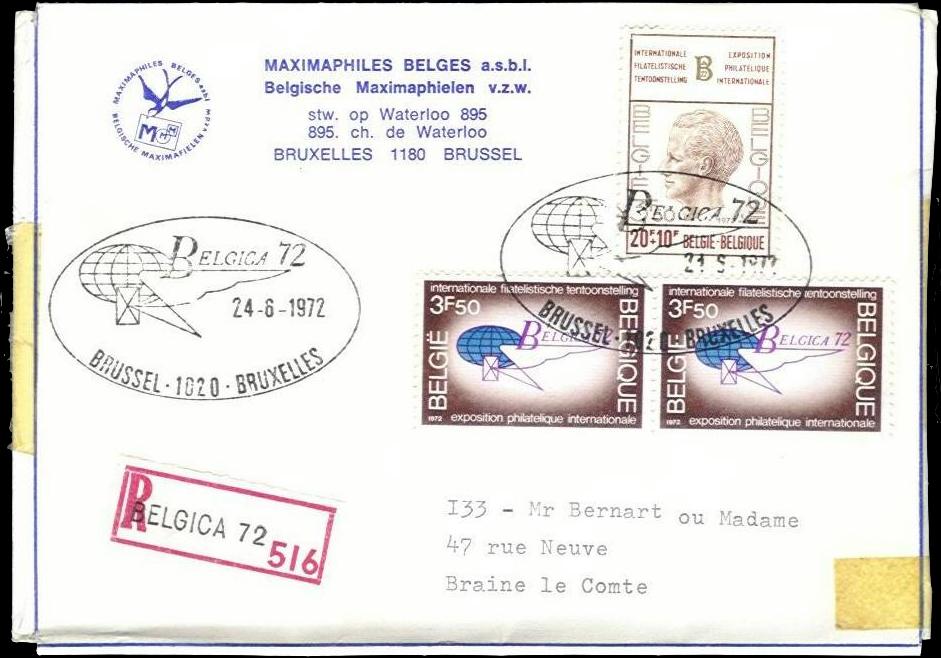 MAXIMAPHILES BELGES asbl
BELGISCHE MAXIMAFIELEN v.z.w.d.
MAXIMAPHILES BELGES a.s.b.l.
Belgische Maximaphielen v.z.w.
stw. op Waterloo 895
895. ch. de Waterloo
BRUXELLES 1180 BRUSSEL
INTERNATIONALE FILATELISTISCHE TENTOONSTELLING
B
EXPOSITION PHILATÉLIQUE INTERNATIONALE
BELGIE
BELGIQUE
1972
20F+10F BELGIE-BELGIQUE
BELGICA 72
24-6-1972
BRUSSEL · 1020 · BRUXELLES
BELGICA 72
BRUSSEL · 1020 · BRUXELLES
internationale filatelistische tentoonstelling
3F50
BELGIË
BELGICA
BELGIQUE
1972 exposition philatelique internationale
internationale filatelistische tentoonstelling
3F50
BELGIË
BELGICA 72
BELGIQUE
1972 exposition philatelique internationale
R
BELGICA 72
516
I33 - Mr Bernart ou Madame
47 rue Neuve
Braine le Comte